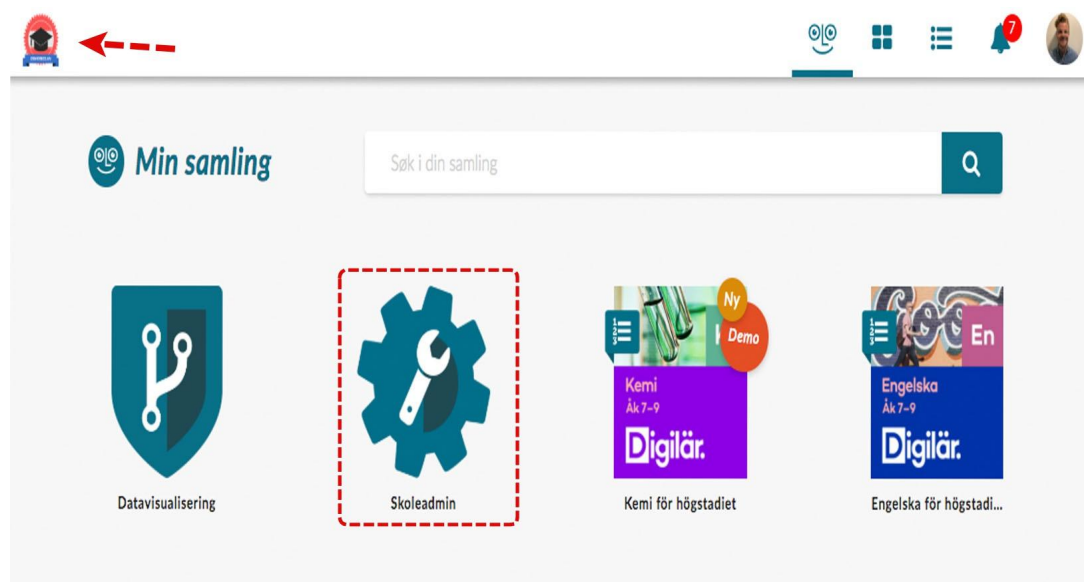 7
Min samling
Søk i din samling
Ny
Demo
Kemi
Åk 7–9
Digilär.
En
Engelska
Åk 7–9
Digilär.
Datavisualisering
Skoleadmin
Kemi för högstadiet
Engelska för högstadi...